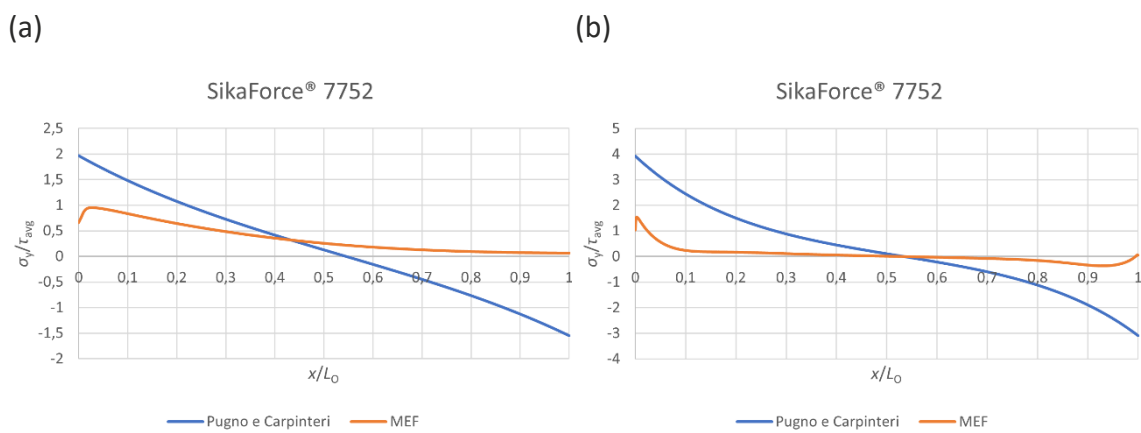 (a)
SikaForce® 7752
2,5
2
1,5
1
0,5
0
-0,5
-1
-1,5
-2
0 0,1 0,2 0,3 0,4 0,5 0,6 0,7 0,8 0,9 1
σy/τavg
x/LO
Pugno e Carpinteri MEF
(b)
SikaForce® 7752
5
4
3
2
1
0
-1
-2
-3
-4
0 0,1 0,2 0,3 0,4 0,5 0,6 0,7 0,8 0,9 1
σy/τavg
x/LO
Pugno e Carpinteri MEF